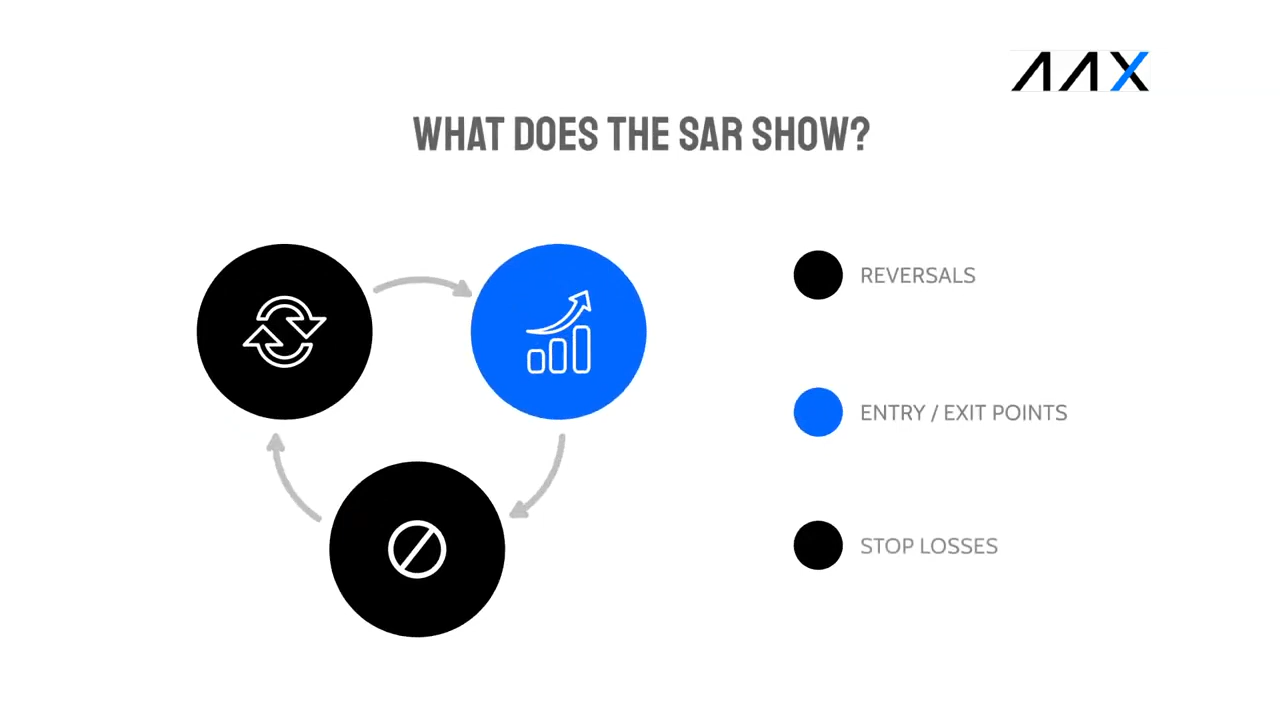 AAX
WHAT DOES THE SAR SHOW?
REVERSALS
ENTRY / EXIT POINTS
STOP LOSSES